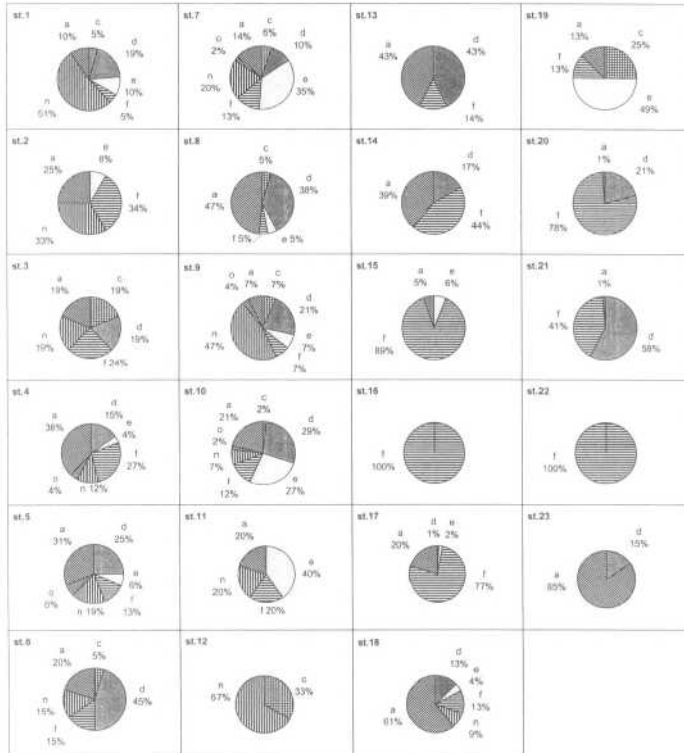 st.1
a 10%
c 5%
d 19%
e 10%
f 5%
n 51%
st.2
a 25%
e 8%
f 34%
n 33%
st.3
a 19%
c 19%
d 19%
f 24%
n 19%
st.4
a 38%
d 15%
e 4%
f 27%
n 12%
o 4%
st.5
a 31%
d 25%
e 6%
f 13%
n 19%
o 6%
st.6
a 20%
c 5%
d 45%
f 15%
n 15%
st.7
a 14%
c 6%
d 10%
e 35%
f 13%
n 20%
o 2%
st.8
c 5%
d 38%
e 5%
f 5%
a 47%
st.9
o 4%
a 7%
c 7%
d 21%
e 7%
f 7%
n 47%
st.10
a 21%
c 2%
d 29%
e 27%
f 12%
n 7%
o 2%
st.11
a 20%
e 40%
f 20%
n 20%
st.12
n 67%
c 33%
st.13
a 43%
d 43%
f 14%
st.14
a 39%
d 17%
f 44%
st.15
a 5%
e 6%
f 89%
st.16
f 100%
st.17
a 20%
d 1%
e 2%
f 77%
st.18
d 13%
e 4%
f 13%
n 9%
a 61%
st.19
a 13%
c 25%
f 13%
e 49%
st.20
a 1%
d 21%
f 78%
st.21
a 1%
f 41%
d 58%
st.22
f 100%
st.23
d 15%
a 85%